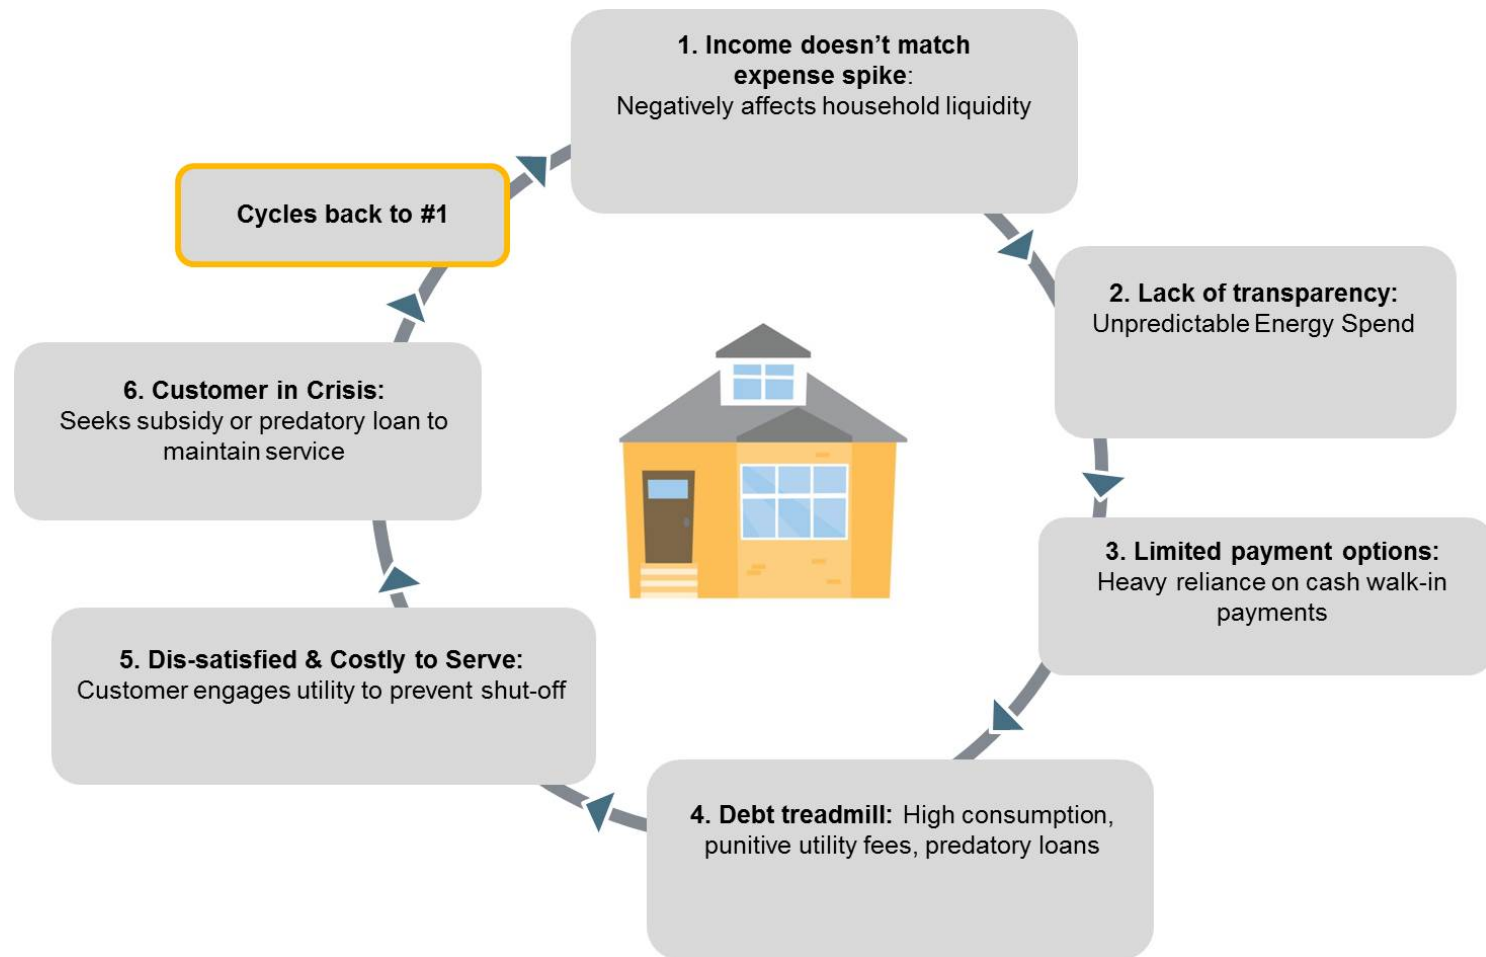 1. Income doesn’t match
expense spike:
Negatively affects household liquidity
2. Lack of transparency:
Unpredictable Energy Spend
3. Limited payment options:
Heavy reliance on cash walk-in
payments
4. Debt treadmill: High consumption,
punitive utility fees, predatory loans
5. Dis-satisfied & Costly to Serve:
Customer engages utility to prevent shut-off
6. Customer in Crisis:
Seeks subsidy or predatory loan to
maintain service
Cycles back to #1